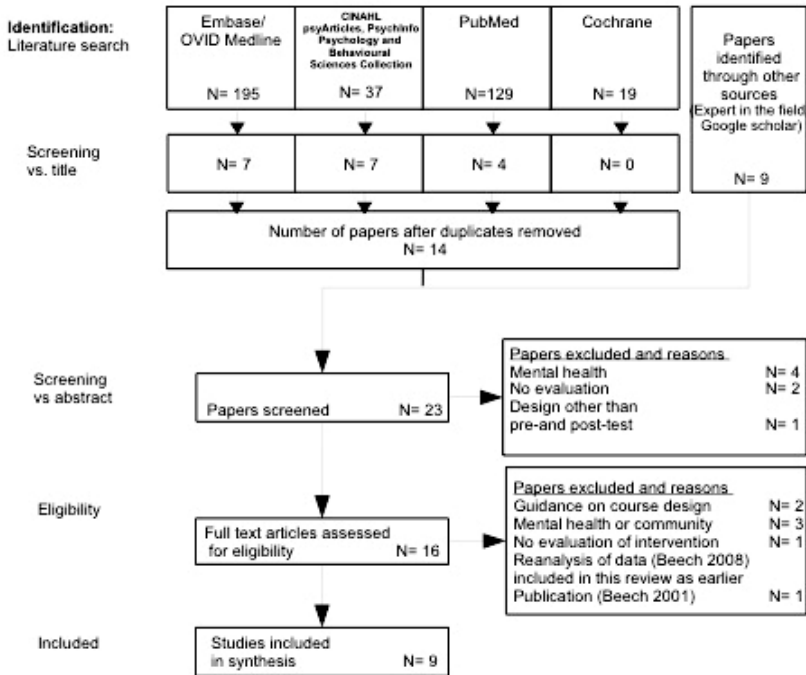 Identification:
Literature search
Embase/
OVID Medline
N= 195
CINAHL
psyArticles, PsychInfo
Psychology and
Behavioural
Sciences Collection
N= 37
PubMed
N=129
Cochrane
N= 19
Papers
identified
through other
sources
(Expert in the field
Google scholar)
N= 9
Screening
vs. title
N= 7
N= 7
N= 4
N= 0
Number of papers after duplicates removed
N= 14
Screening
vs abstract
Papers screened N= 23
Papers excluded and reasons
Mental health N= 4
No evaluation N= 2
Design other than
pre-and post-test N= 1
Eligibility
Full text articles assessed
for eligibility N= 16
Papers excluded and reasons
Guidance on course design N= 2
Mental health or community N= 3
No evaluation of intervention N= 1
Reanalysis of data (Beech 2008)
included in this review as earlier
Publication (Beech 2001) N= 1
Included
Studies included
in synthesis N= 9